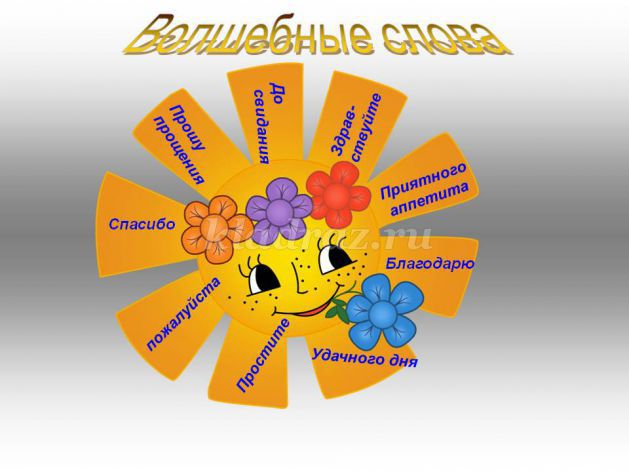 Волшебные слова
До
свидания
Здрав-
ствуйте
Прошу
прощения
Приятного
аппетита
Спасибо
Благодарю
пожалуйста
Простите
Удачного дня